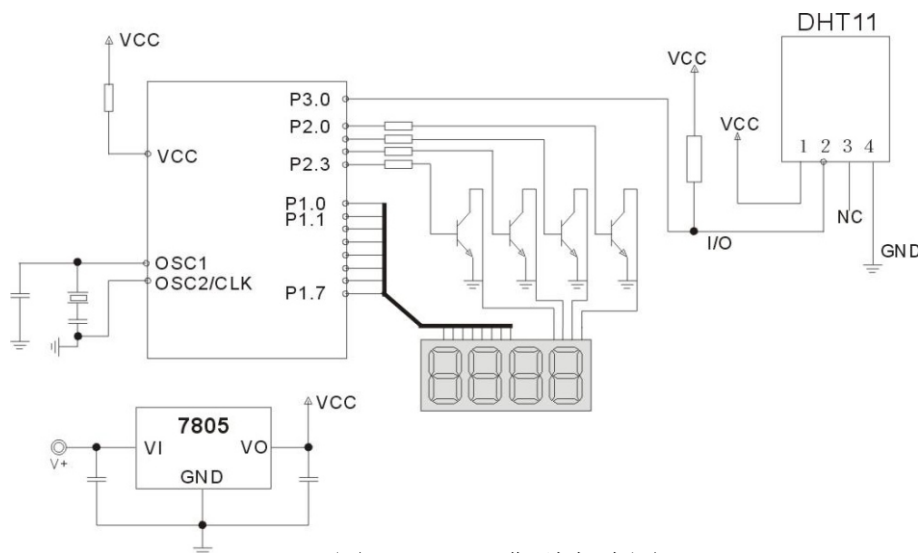 DHT11
VCC
VCC
VCC
1 2 3 4
NC
I/O
GND
P3.0
P2.0
P2.3
P1.0
P1.1
P1.7
VCC
OSC1
OSC2/CLK
VCC
7805
VI
VO
GND
V+